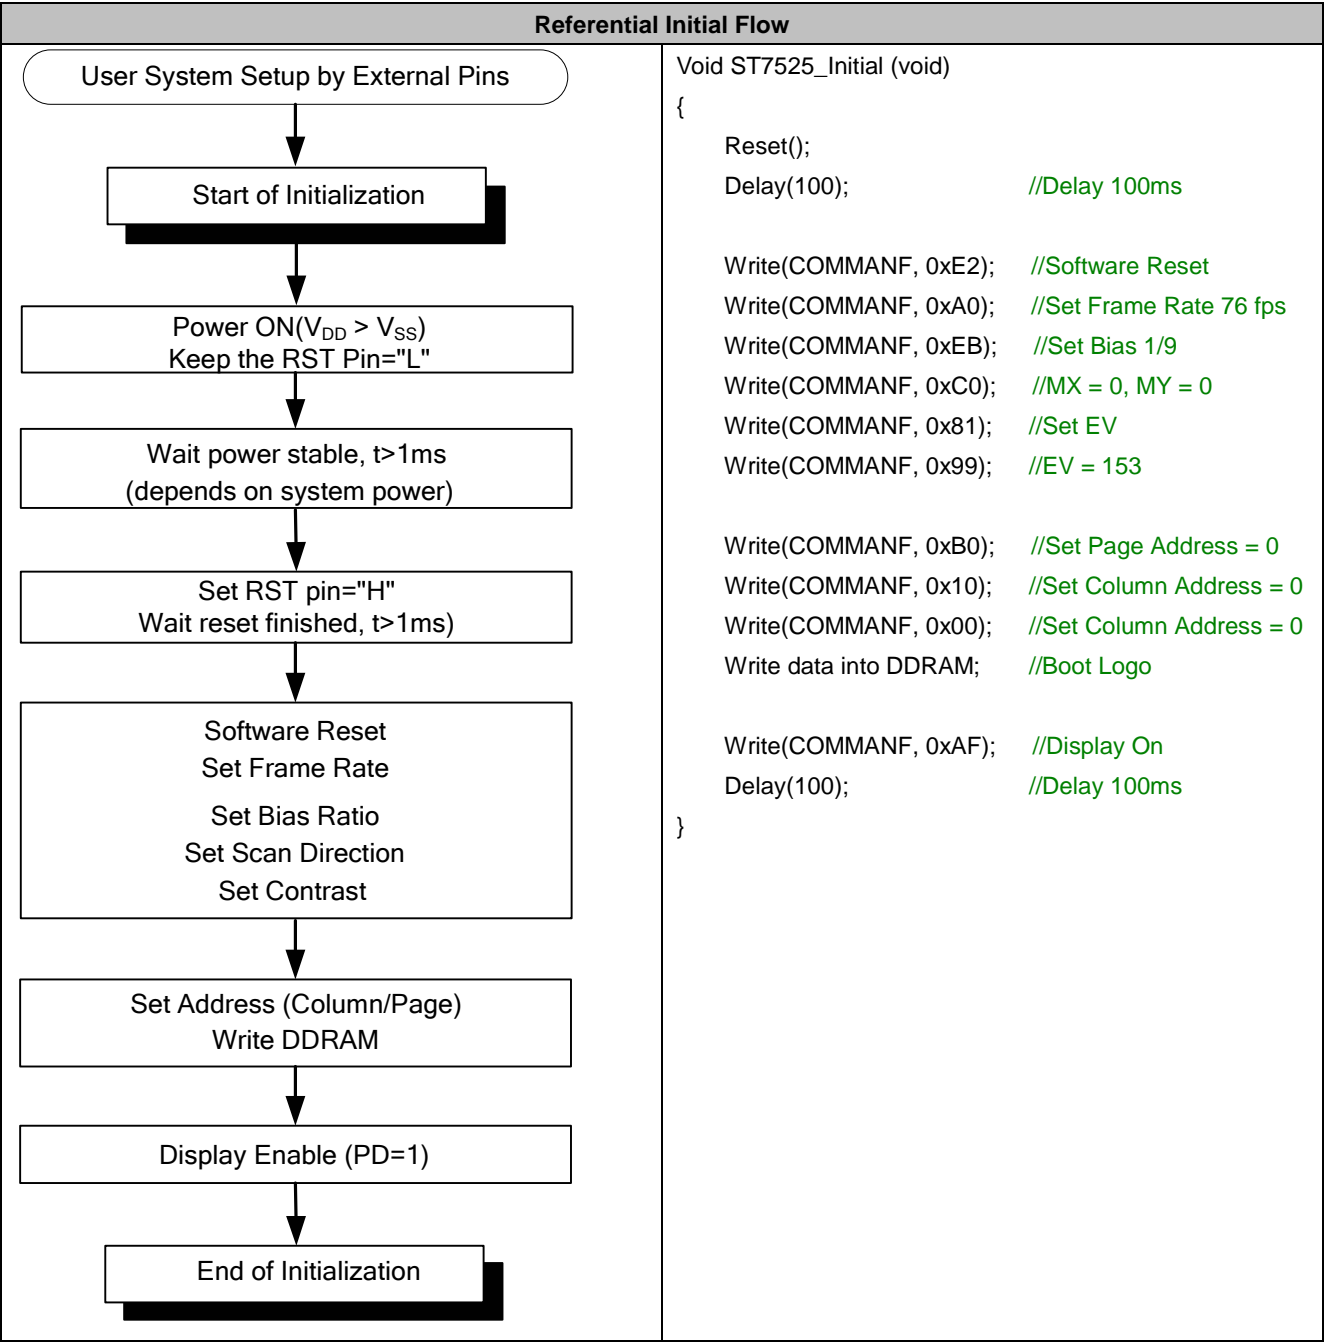 Referential Initial Flow
User System Setup by External Pins
Start of Initialization
Power ON(VDD > VSS)
Keep the RST Pin="L"
Wait power stable, t>1ms
(depends on system power)
Set RST pin="H"
Wait reset finished, t>1ms)
Software Reset
Set Frame Rate
Set Bias Ratio
Set Scan Direction
Set Contrast
Set Address (Column/Page)
Write DDRAM
Display Enable (PD=1)
End of Initialization
Void ST7525_Initial (void)
{
Reset();
Delay(100); //Delay 100ms
Write(COMMANF, 0xE2); //Software Reset
Write(COMMANF, 0xA0); //Set Frame Rate 76 fps
Write(COMMANF, 0xEB); //Set Bias 1/9
Write(COMMANF, 0xC0); //MX = 0, MY = 0
Write(COMMANF, 0x81); //Set EV
Write(COMMANF, 0x99); //EV = 153
Write(COMMANF, 0xB0); //Set Page Address = 0
Write(COMMANF, 0x10); //Set Column Address = 0
Write(COMMANF, 0x00); //Set Column Address = 0
Write data into DDRAM; //Boot Logo
Write(COMMANF, 0xAF); //Display On
Delay(100); //Delay 100ms
}